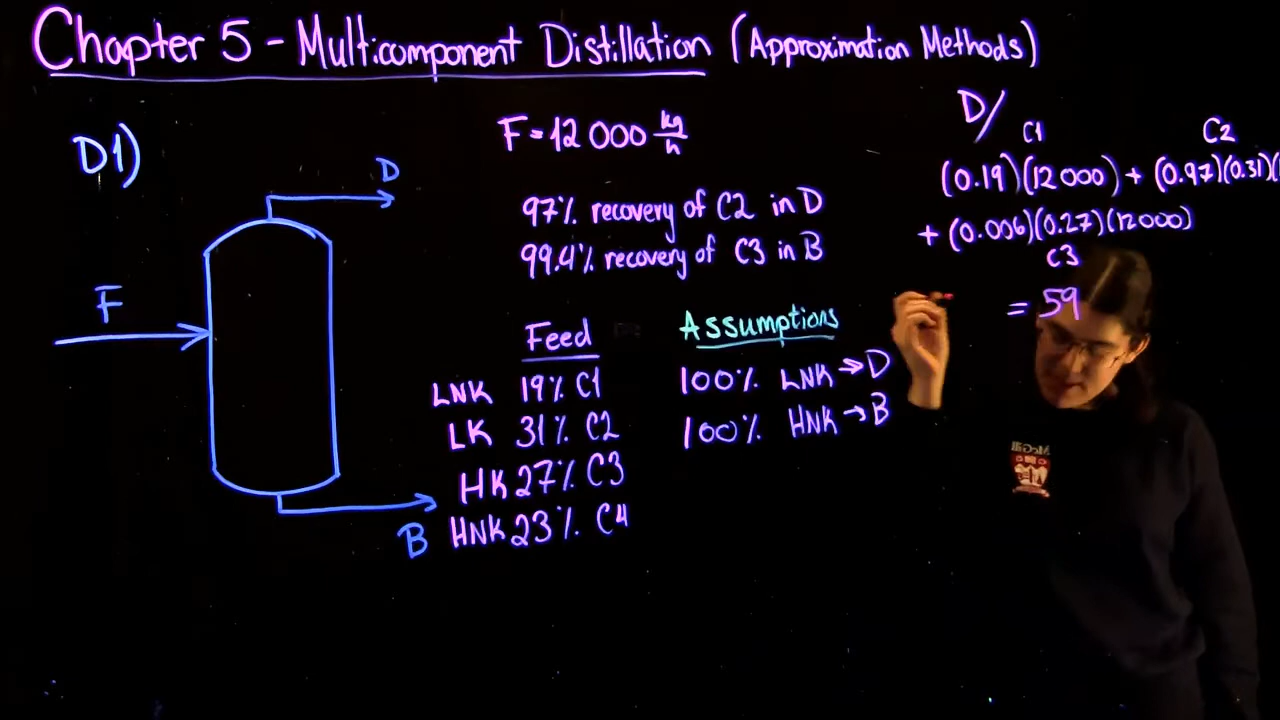 Chapter 5 - Multicomponent Distillation (Approximation Methods)
D1)
D
F
B
F = 12 000 kg/h
97% recovery of C2 in D
99.4% recovery of C3 in B
Feed
LNK 19% C1
LK 31% C2
HK 27% C3
HNK 23% C4
Assumptions
100% LNK → D
100% HNK → B
D/
C1 C2
(0.19)(12 000) + (0.97)(0.31)(
+ (0.006)(0.27)(12000)
C3
= 59